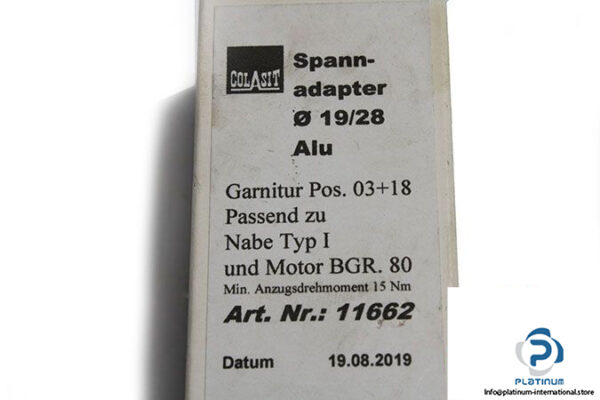 COLASIT
Spann-
adapter
Ø 19/28
Alu
Garnitur Pos. 03+18
Passend zu
Nabe Typ I
und Motor BGR. 80
Min. Anzugsdrehmoment 15 Nm
Art. Nr.: 11662
Datum 19.08.2019
PLATINUM
https://platinum-international.store